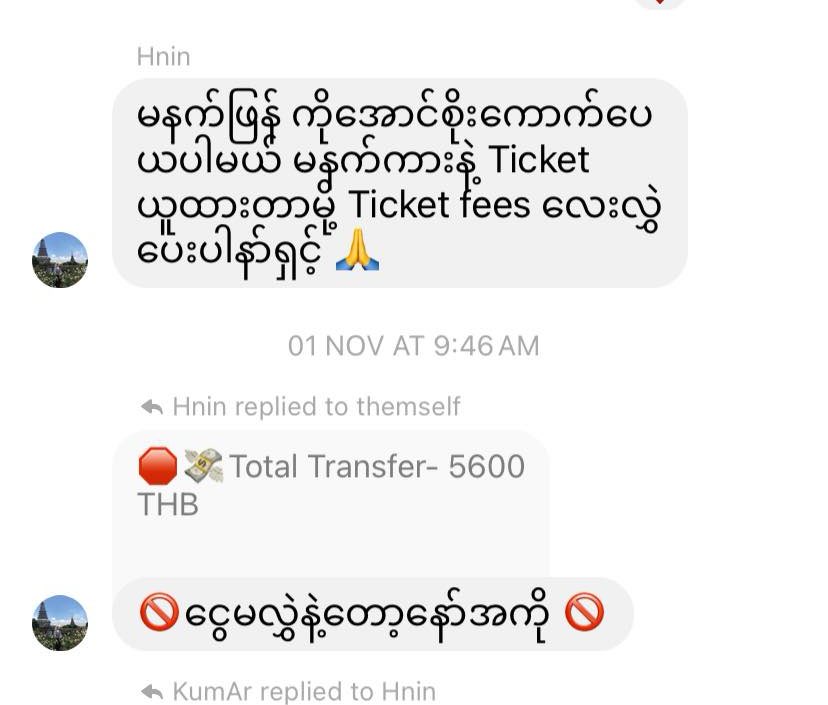 Hnin
မနက်ဖြန် ကိုအောင်စိုးကောက်ပေ
ယပါမယ် မနက်ကားနဲ့ Ticket
ယူထားတာမို့ Ticket fees လေးလွှဲ
ပေးပါနာ်ရှင့် 🙏
01 NOV AT 9:46 AM
Hnin replied to themself
🛑💸Total Transfer- 5600
THB
🚫ငွေမလွှဲနဲ့တော့နော်အကို 🚫
KumAr replied to Hnin